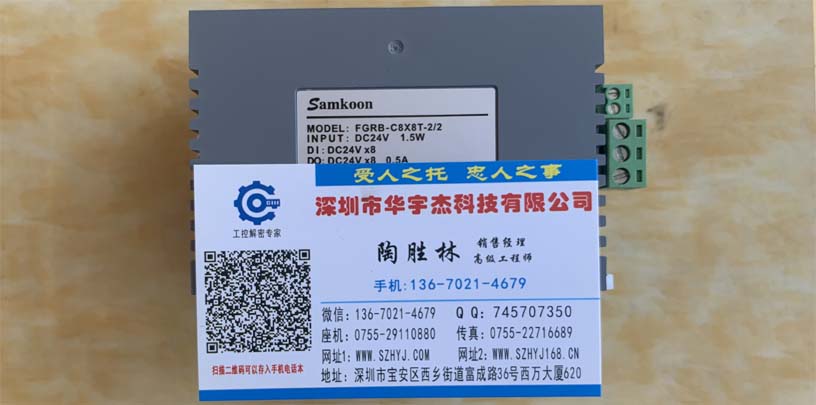 Samkoon
MODEL: FGRB-C8X8T-2/2
INPUT: DC24V 1.5W
DI: DC24V x8
DO: DC24V x8 0.5A
受人之托 忠人之事
深圳市华宇杰科技有限公司
工控解密专家
陶胜林 销售经理
高级工程师
手机:136-7021-4679
微信: 136-7021-4679 QQ: 745707350
座机: 0755-29110880 传真: 0755-22716689
网址1: WWW.SZHYJ.COM 网址2: WWW.SZHYJ168.CN
地址: 深圳市宝安区西乡街道富成路36号西万大厦620
扫描二维码可以存入手机电话本